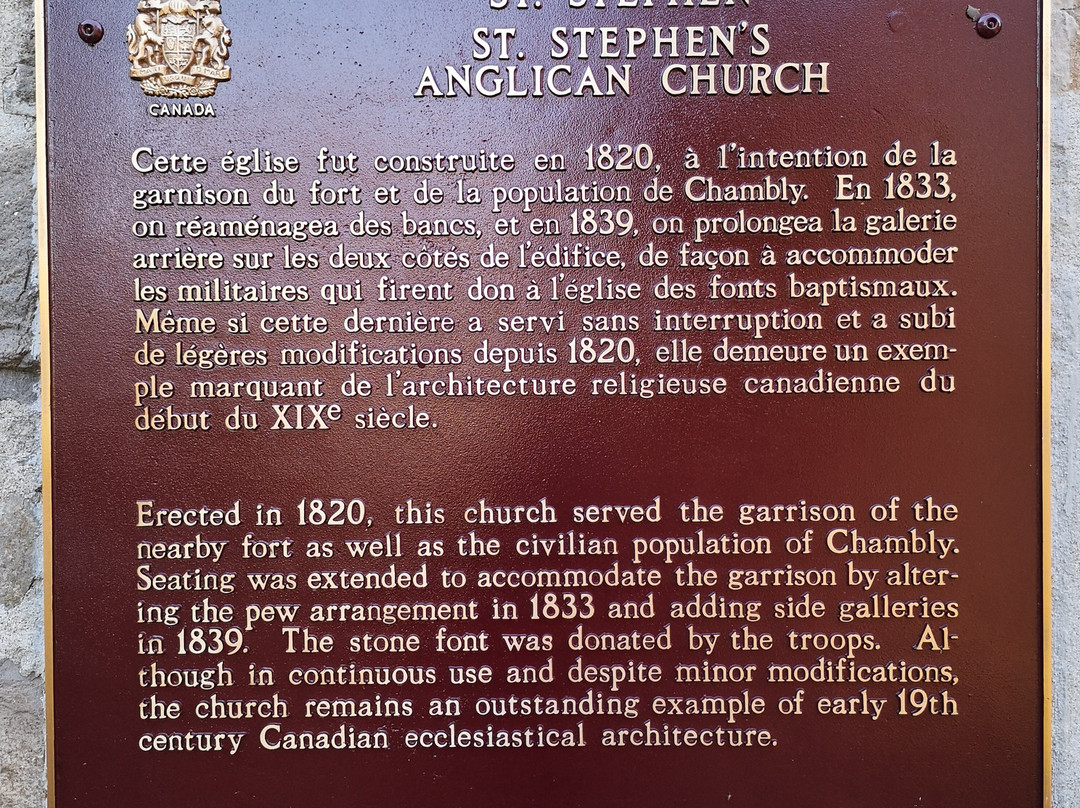 ST. STEPHEN
ST. STEPHEN'S
ANGLICAN CHURCH
CANADA
Cette église fut construite en 1820, à l'intention de la
garnison du fort et de la population de Chambly. En 1833,
on réaménagea des bancs, et en 1839, on prolongea la galerie
arrière sur les deux côtés de l'édifice, de façon à accommoder
les militaires qui firent don à l'église des fonts baptismaux.
Même si cette dernière a servi sans interruption et a subi
de légères modifications depuis 1820, elle demeure un exem-
ple marquant de l'architecture religieuse canadienne du
début du XIXe siècle.
Erected in 1820, this church served the garrison of the
nearby fort as well as the civilian population of Chambly.
Seating was extended to accommodate the garrison by alter-
ing the pew arrangement in 1833 and adding side galleries
in 1839. The stone font was donated by the troops. Al-
though in continuous use and despite minor modifications,
the church remains an outstanding example of early 19th
century Canadian ecclesiastical architecture.